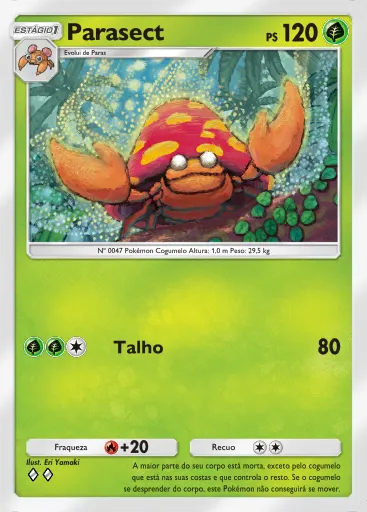 ESTÁGIO 1
Parasect
PS 120
Evolui de Paras
Nº 0047 Pokémon Cogumelo Altura: 1,0 m Peso: 29,5 kg
Talho 80
Fraqueza +20 Recuo
Ilust. Eri Yamaki
A maior parte do seu corpo está morta, exceto pelo cogumelo
que está nas suas costas e que controla o resto. Se o cogumelo
se desprender do corpo, este Pokémon não conseguirá se mover.